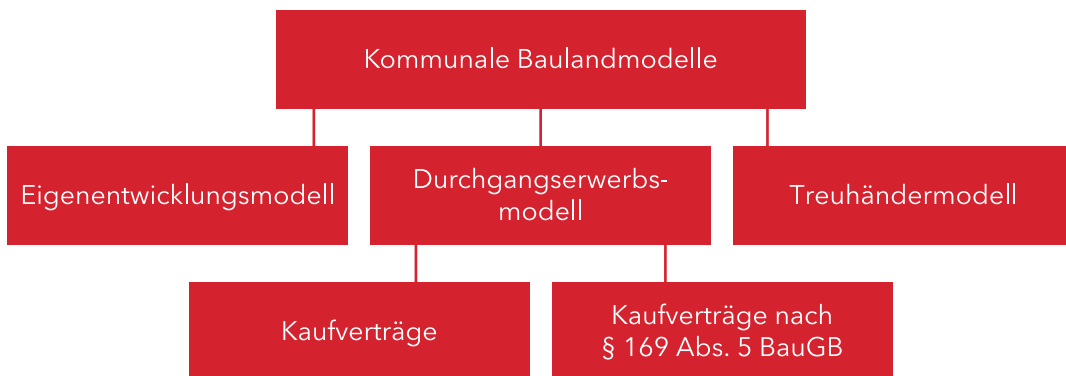 Kommunale Baulandmodelle
Eigenentwicklungsmodell
Durchgangserwerbs-
modell
Treuhändermodell
Kaufverträge
Kaufverträge nach
§ 169 Abs. 5 BauGB